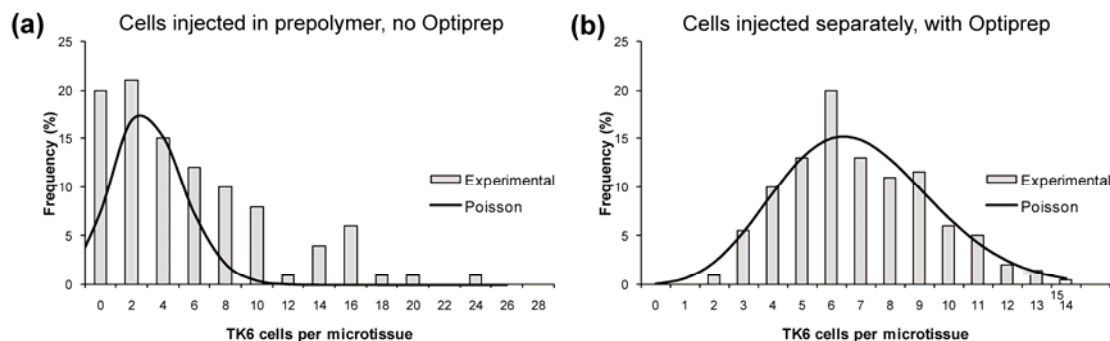 (a) Cells injected in prepolymer, no Optiprep
25
20
15
10
5
0
Frequency (%)
Experimental
Poisson
0 2 4 6 8 10 12 14 16 18 20 22 24 26 28
TK6 cells per microtissue
(b) Cells injected separately, with Optiprep
25
20
15
10
5
0
Frequency (%)
Experimental
Poisson
0 1 2 3 4 5 6 7 8 9 10 11 12 13 14
15
TK6 cells per microtissue